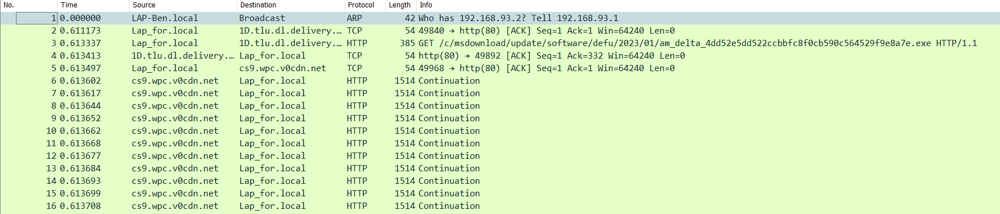 No. Time Source Destination Protocol Length Info
1 0.000000 LAP-Ben.local Broadcast ARP 42 Who has 192.168.93.2? Tell 192.168.93.1
2 0.611173 Lap_for.local 1D.tlu.dl.delivery.… TCP 54 49840 → http(80) [ACK] Seq=1 Ack=1 Win=64240 Len=0
3 0.613337 Lap_for.local 1D.tlu.dl.delivery.… HTTP 385 GET /c/msdownload/update/software/defu/2023/01/am_delta_4dd52e5dd522ccbbfc8f0cb590c564529f9e8a7e.exe HTTP/1.1
4 0.613413 1D.tlu.dl.delivery.… Lap_for.local TCP 54 http(80) → 49892 [ACK] Seq=1 Ack=332 Win=64240 Len=0
5 0.613497 Lap_for.local cs9.wpc.v0cdn.net TCP 54 49968 → http(80) [ACK] Seq=1 Ack=1 Win=64240 Len=0
6 0.613602 cs9.wpc.v0cdn.net Lap_for.local HTTP 1514 Continuation
7 0.613617 cs9.wpc.v0cdn.net Lap_for.local HTTP 1514 Continuation
8 0.613644 cs9.wpc.v0cdn.net Lap_for.local HTTP 1514 Continuation
9 0.613652 cs9.wpc.v0cdn.net Lap_for.local HTTP 1514 Continuation
10 0.613662 cs9.wpc.v0cdn.net Lap_for.local HTTP 1514 Continuation
11 0.613668 cs9.wpc.v0cdn.net Lap_for.local HTTP 1514 Continuation
12 0.613677 cs9.wpc.v0cdn.net Lap_for.local HTTP 1514 Continuation
13 0.613684 cs9.wpc.v0cdn.net Lap_for.local HTTP 1514 Continuation
14 0.613693 cs9.wpc.v0cdn.net Lap_for.local HTTP 1514 Continuation
15 0.613699 cs9.wpc.v0cdn.net Lap_for.local HTTP 1514 Continuation
16 0.613708 cs9.wpc.v0cdn.net Lap_for.local HTTP 1514 Continuation